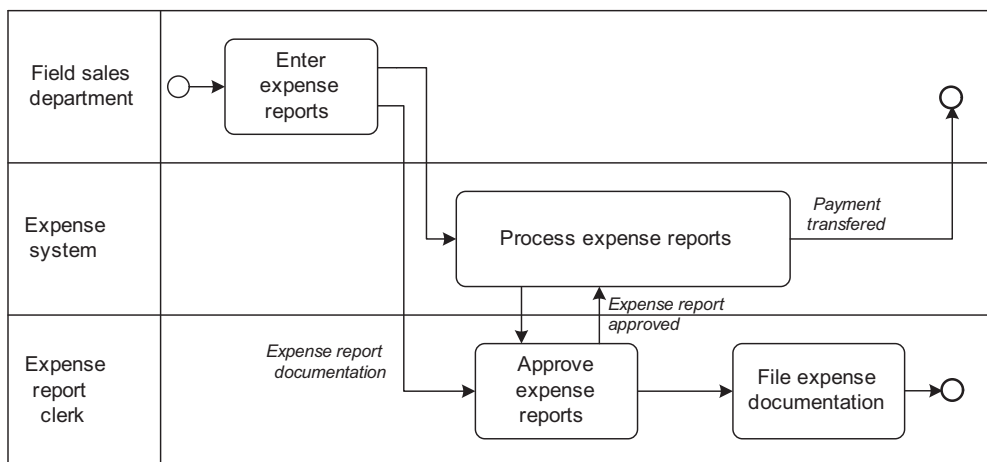 Field sales
department
Enter
expense
reports
Expense
system
Process expense reports
Payment
transfered
Expense report
approved
Expense
report
clerk
Expense report
documentation
Approve
expense
reports
File expense
documentation